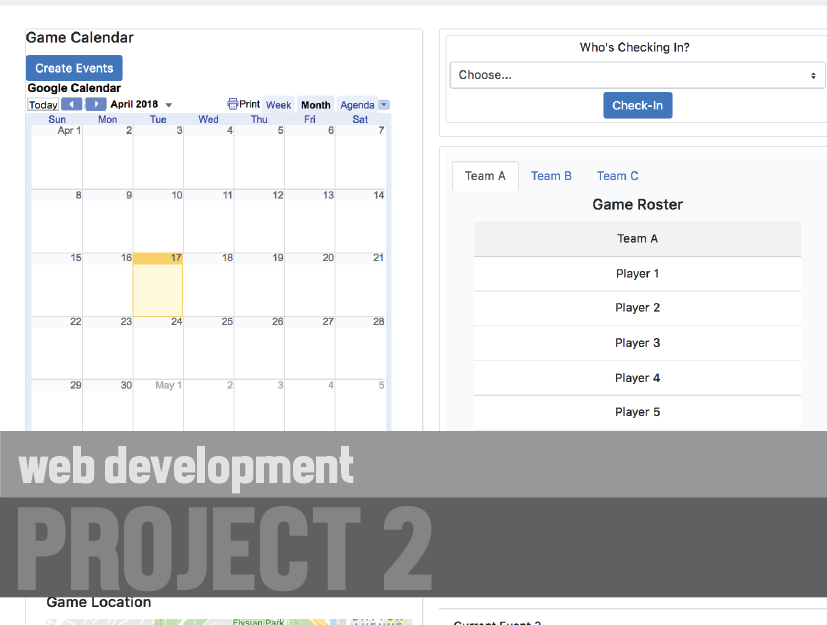 Game Calendar
Create Events
Google Calendar
Today April 2018 Print Week Month Agenda
Sun Mon Tue Wed Thu Fri Sat
Apr 1 2 3 4 5 6 7
8 9 10 11 12 13 14
15 16 17 18 19 20 21
22 23 24 25 26 27 28
29 30 May 1 2 3 4 5
Who's Checking In?
Choose...
Check-In
Team A Team B Team C
Game Roster
Team A
Player 1
Player 2
Player 3
Player 4
Player 5
web development
PROJECT 2
Game Location
Elysian Park
Current Event 2